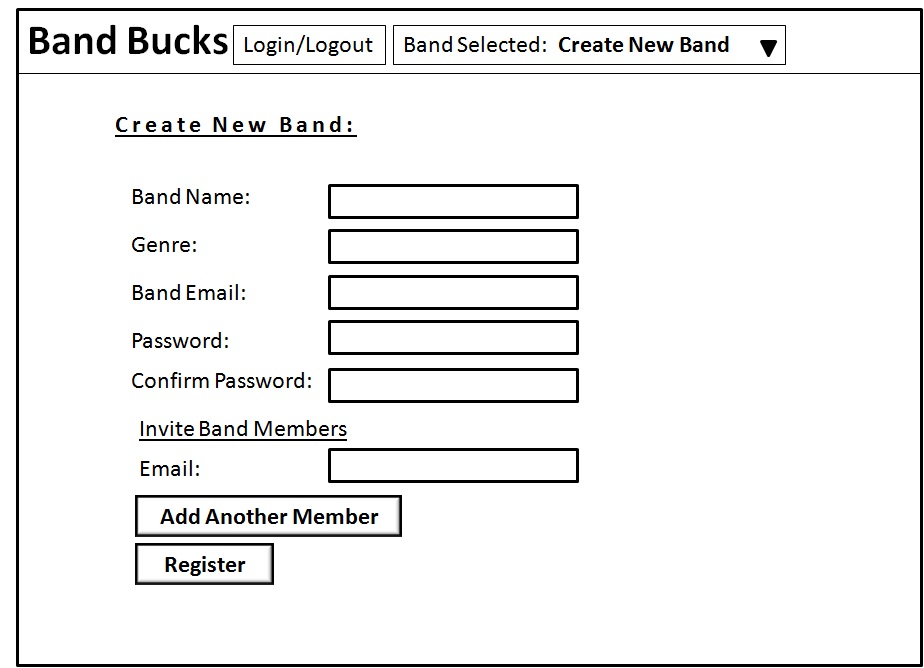 Band Bucks Login/Logout Band Selected: Create New Band
Create New Band:
Band Name:
Genre:
Band Email:
Password:
Confirm Password:
Invite Band Members
Email:
Add Another Member
Register